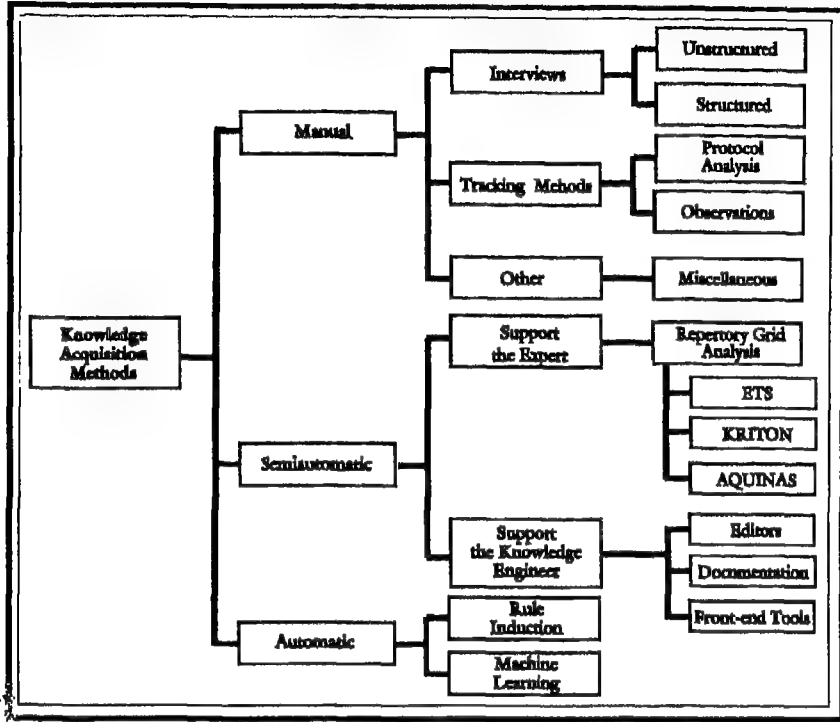 Knowledge
Acquisition
Methods
Manual
Interviews
Unstructured
Structured
Tracking Mehods
Protocol
Analysis
Observations
Other
Miscellaneous
Semiautomatic
Support
the Expert
Repertory Grid
Analysis
ETS
KRITON
AQUINAS
Support
the Knowledge
Engineer
Editors
Documentation
Front-end Tools
Automatic
Rule
Induction
Machine
Learning